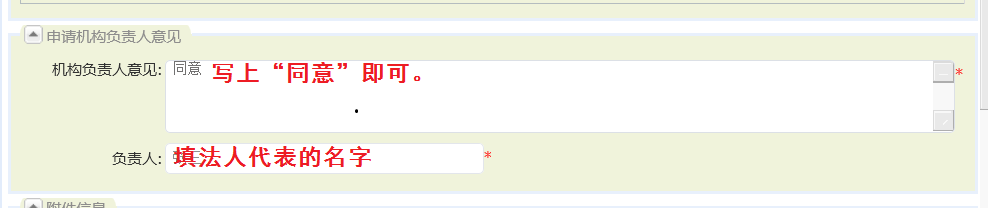 申请机构负责人意见
机构负责人意见: 同意 写上“同意”即可。 *
负责人: 填法人代表的名字 *
附件信息